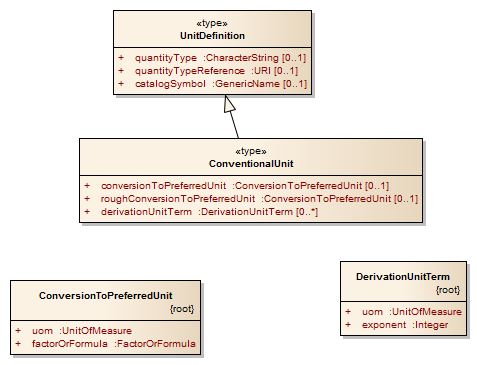 «type»
UnitDefinition
+ quantityType :CharacterString [0..1]
+ quantityTypeReference :URI [0..1]
+ catalogSymbol :GenericName [0..1]
«type»
ConventionalUnit
+ conversionToPreferredUnit :ConversionToPreferredUnit [0..1]
+ roughConversionToPreferredUnit :ConversionToPreferredUnit [0..1]
+ derivationUnitTerm :DerivationUnitTerm [0..*]
ConversionToPreferredUnit
{root}
+ uom :UnitOfMeasure
+ factorOrFormula :FactorOrFormula
DerivationUnitTerm
{root}
+ uom :UnitOfMeasure
+ exponent :Integer